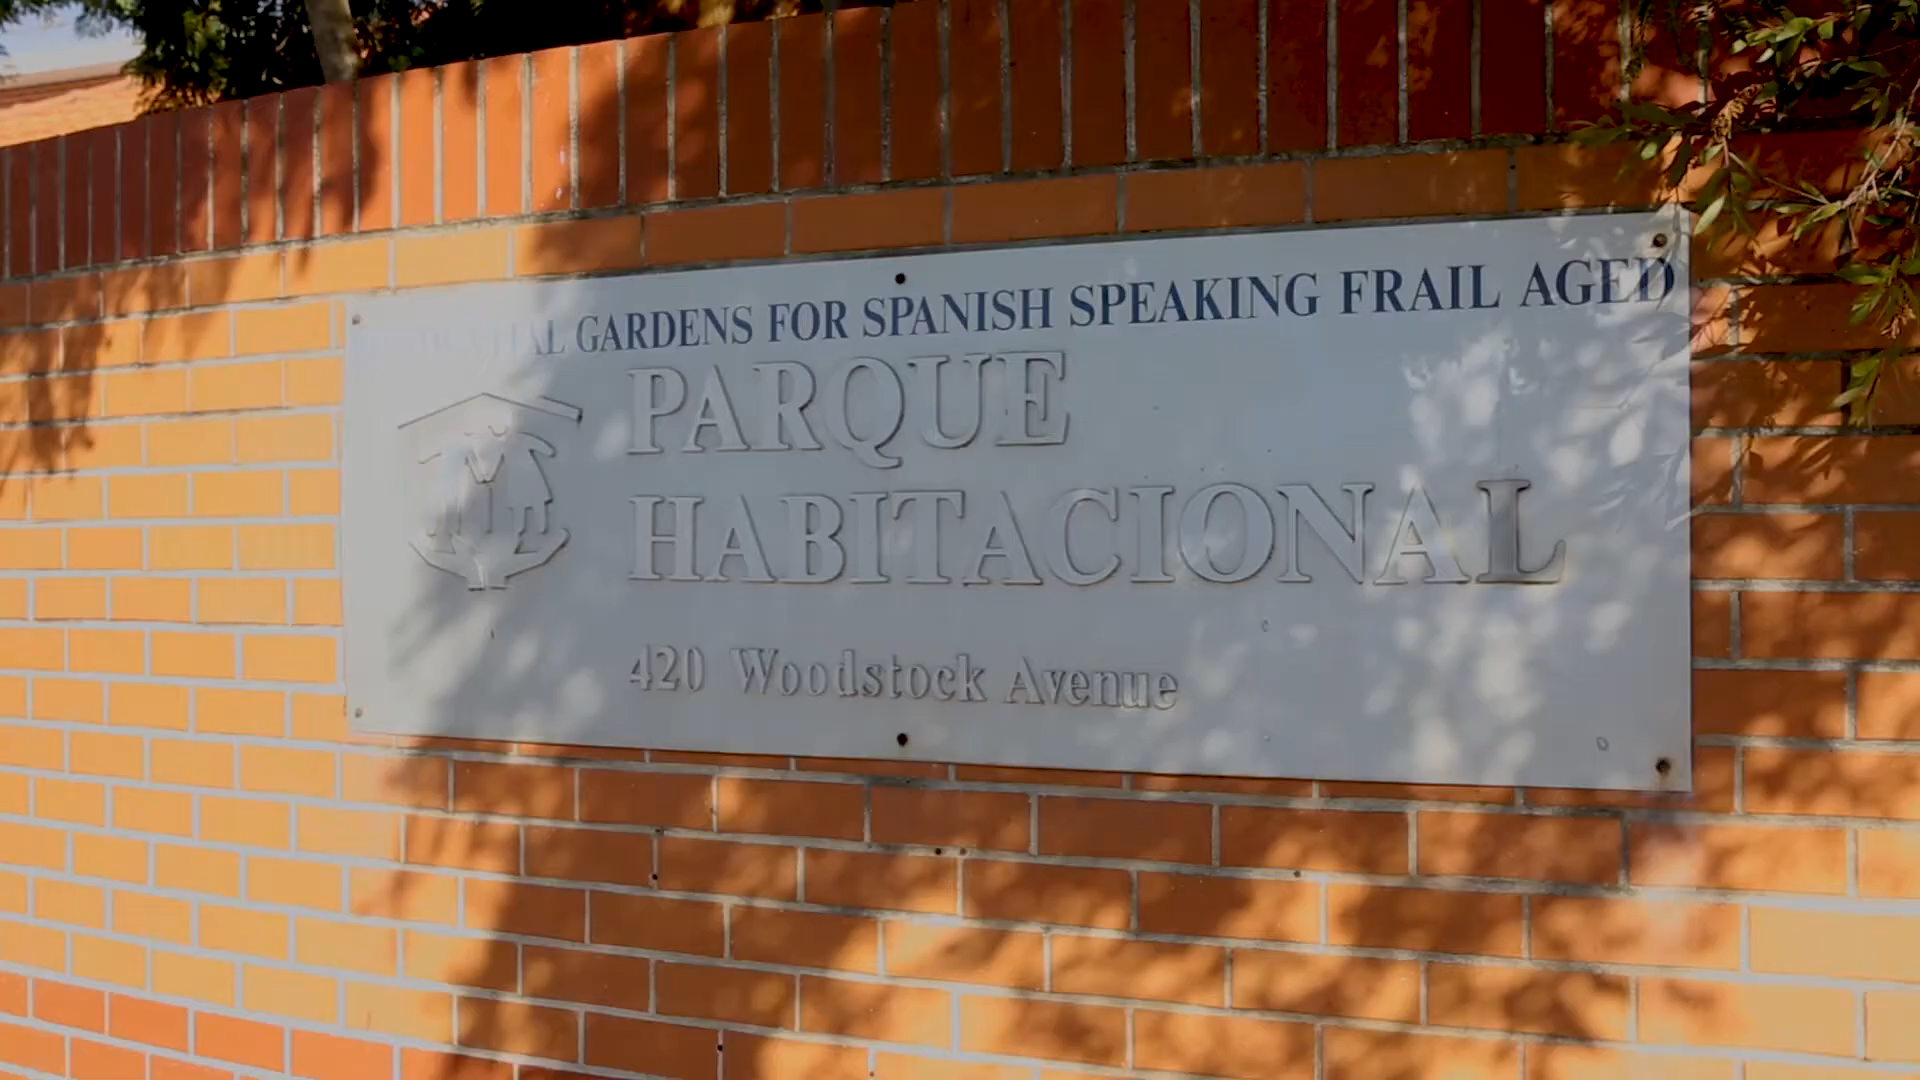 GARDENS FOR SPANISH SPEAKING FRAIL AGED
PARQUE
HABITACIONAL
420 Woodstock Avenue